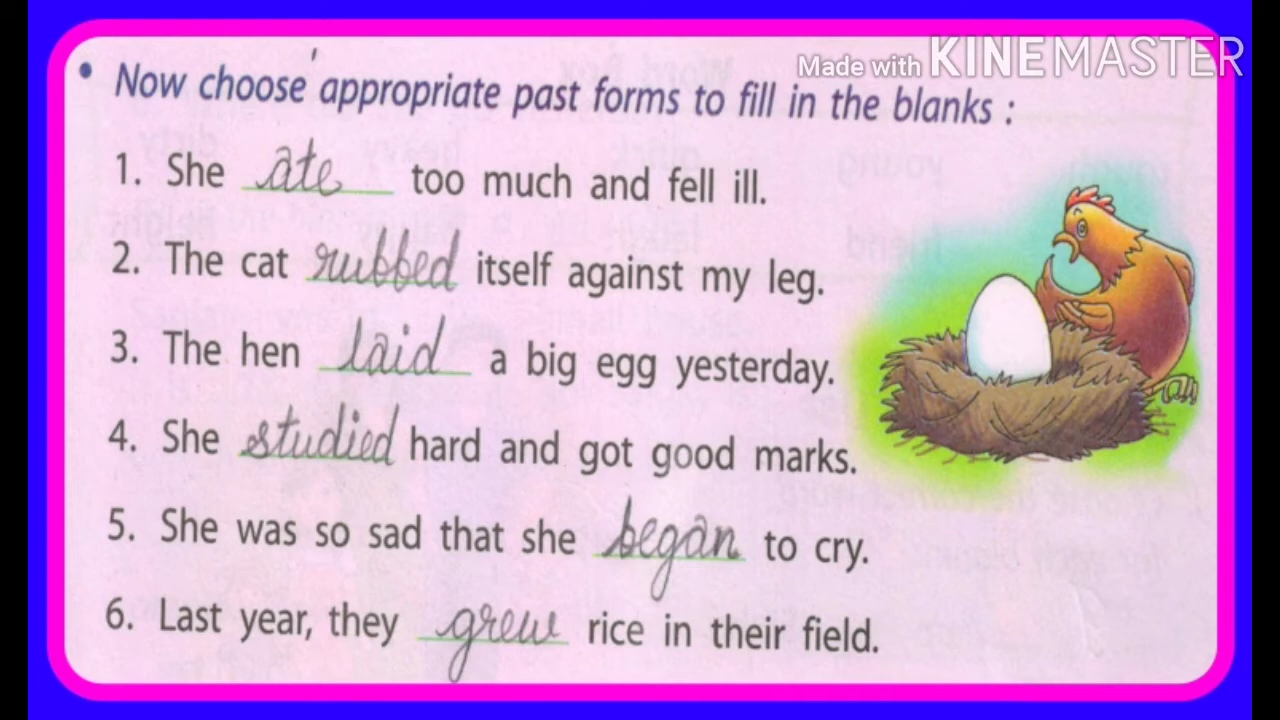 Made with KINEMASTER
• Now choose appropriate past forms to fill in the blanks :
1. She ate too much and fell ill.
2. The cat rubbed itself against my leg.
3. The hen laid a big egg yesterday.
4. She studied hard and got good marks.
5. She was so sad that she began to cry.
6. Last year, they grew rice in their field.